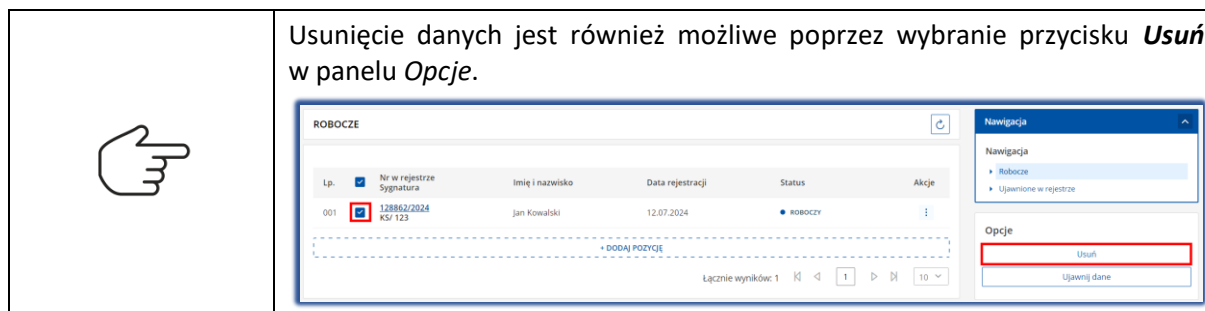 Usunięcie danych jest również możliwe poprzez wybranie przycisku Usuń
w panelu Opcje.
ROBOCZE
Lp.
Nr w rejestrze
Sygnatura
Imię i nazwisko
Data rejestracji
Status
Akcje
001
128862/2024
KS/ 123
Jan Kowalski
12.07.2024
ROBOCZY
+ DODAJ POZYCJĘ
Łącznie wyników: 1
1
10
Nawigacja
Nawigacja
Robocze
Ujawnione w rejestrze
Opcje
Usuń
Ujawnij dane